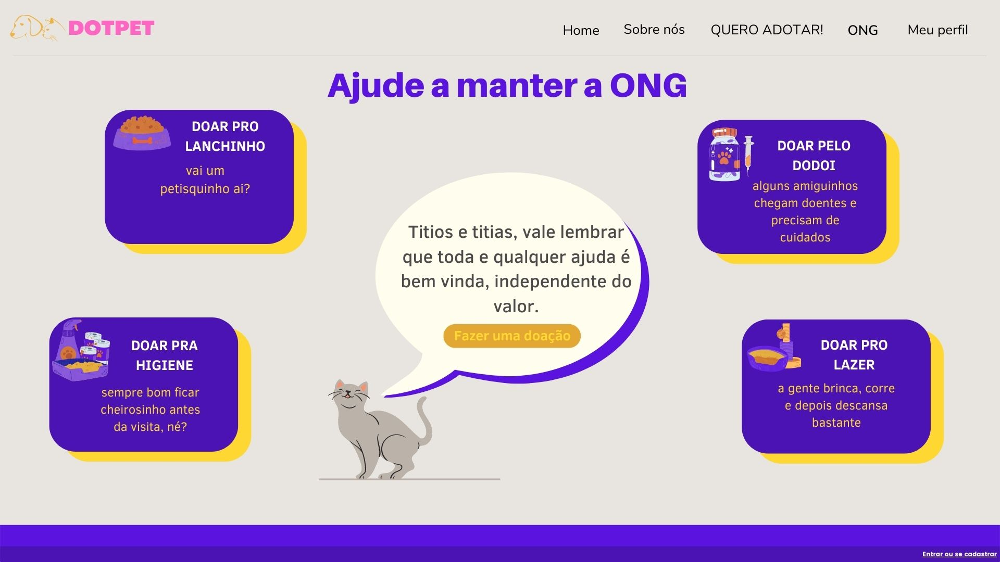 DOTPET
Home
Sobre nós
QUERO ADOTAR!
ONG
Meu perfil
Ajude a manter a ONG
DOAR PRO
LANCHINHO
vai um
petisquinho ai?
DOAR PELO
DODOI
alguns amiguinhos
chegam doentes e
precisam de
cuidados
Titios e titias, vale lembrar
que toda e qualquer ajuda é
bem vinda, independente do
valor.
Fazer uma doação
DOAR PRA
HIGIENE
sempre bom ficar
cheirosinho antes
da visita, né?
DOAR PRO
LAZER
a gente brinca, corre
e depois descansa
bastante
Entrar ou se cadastrar